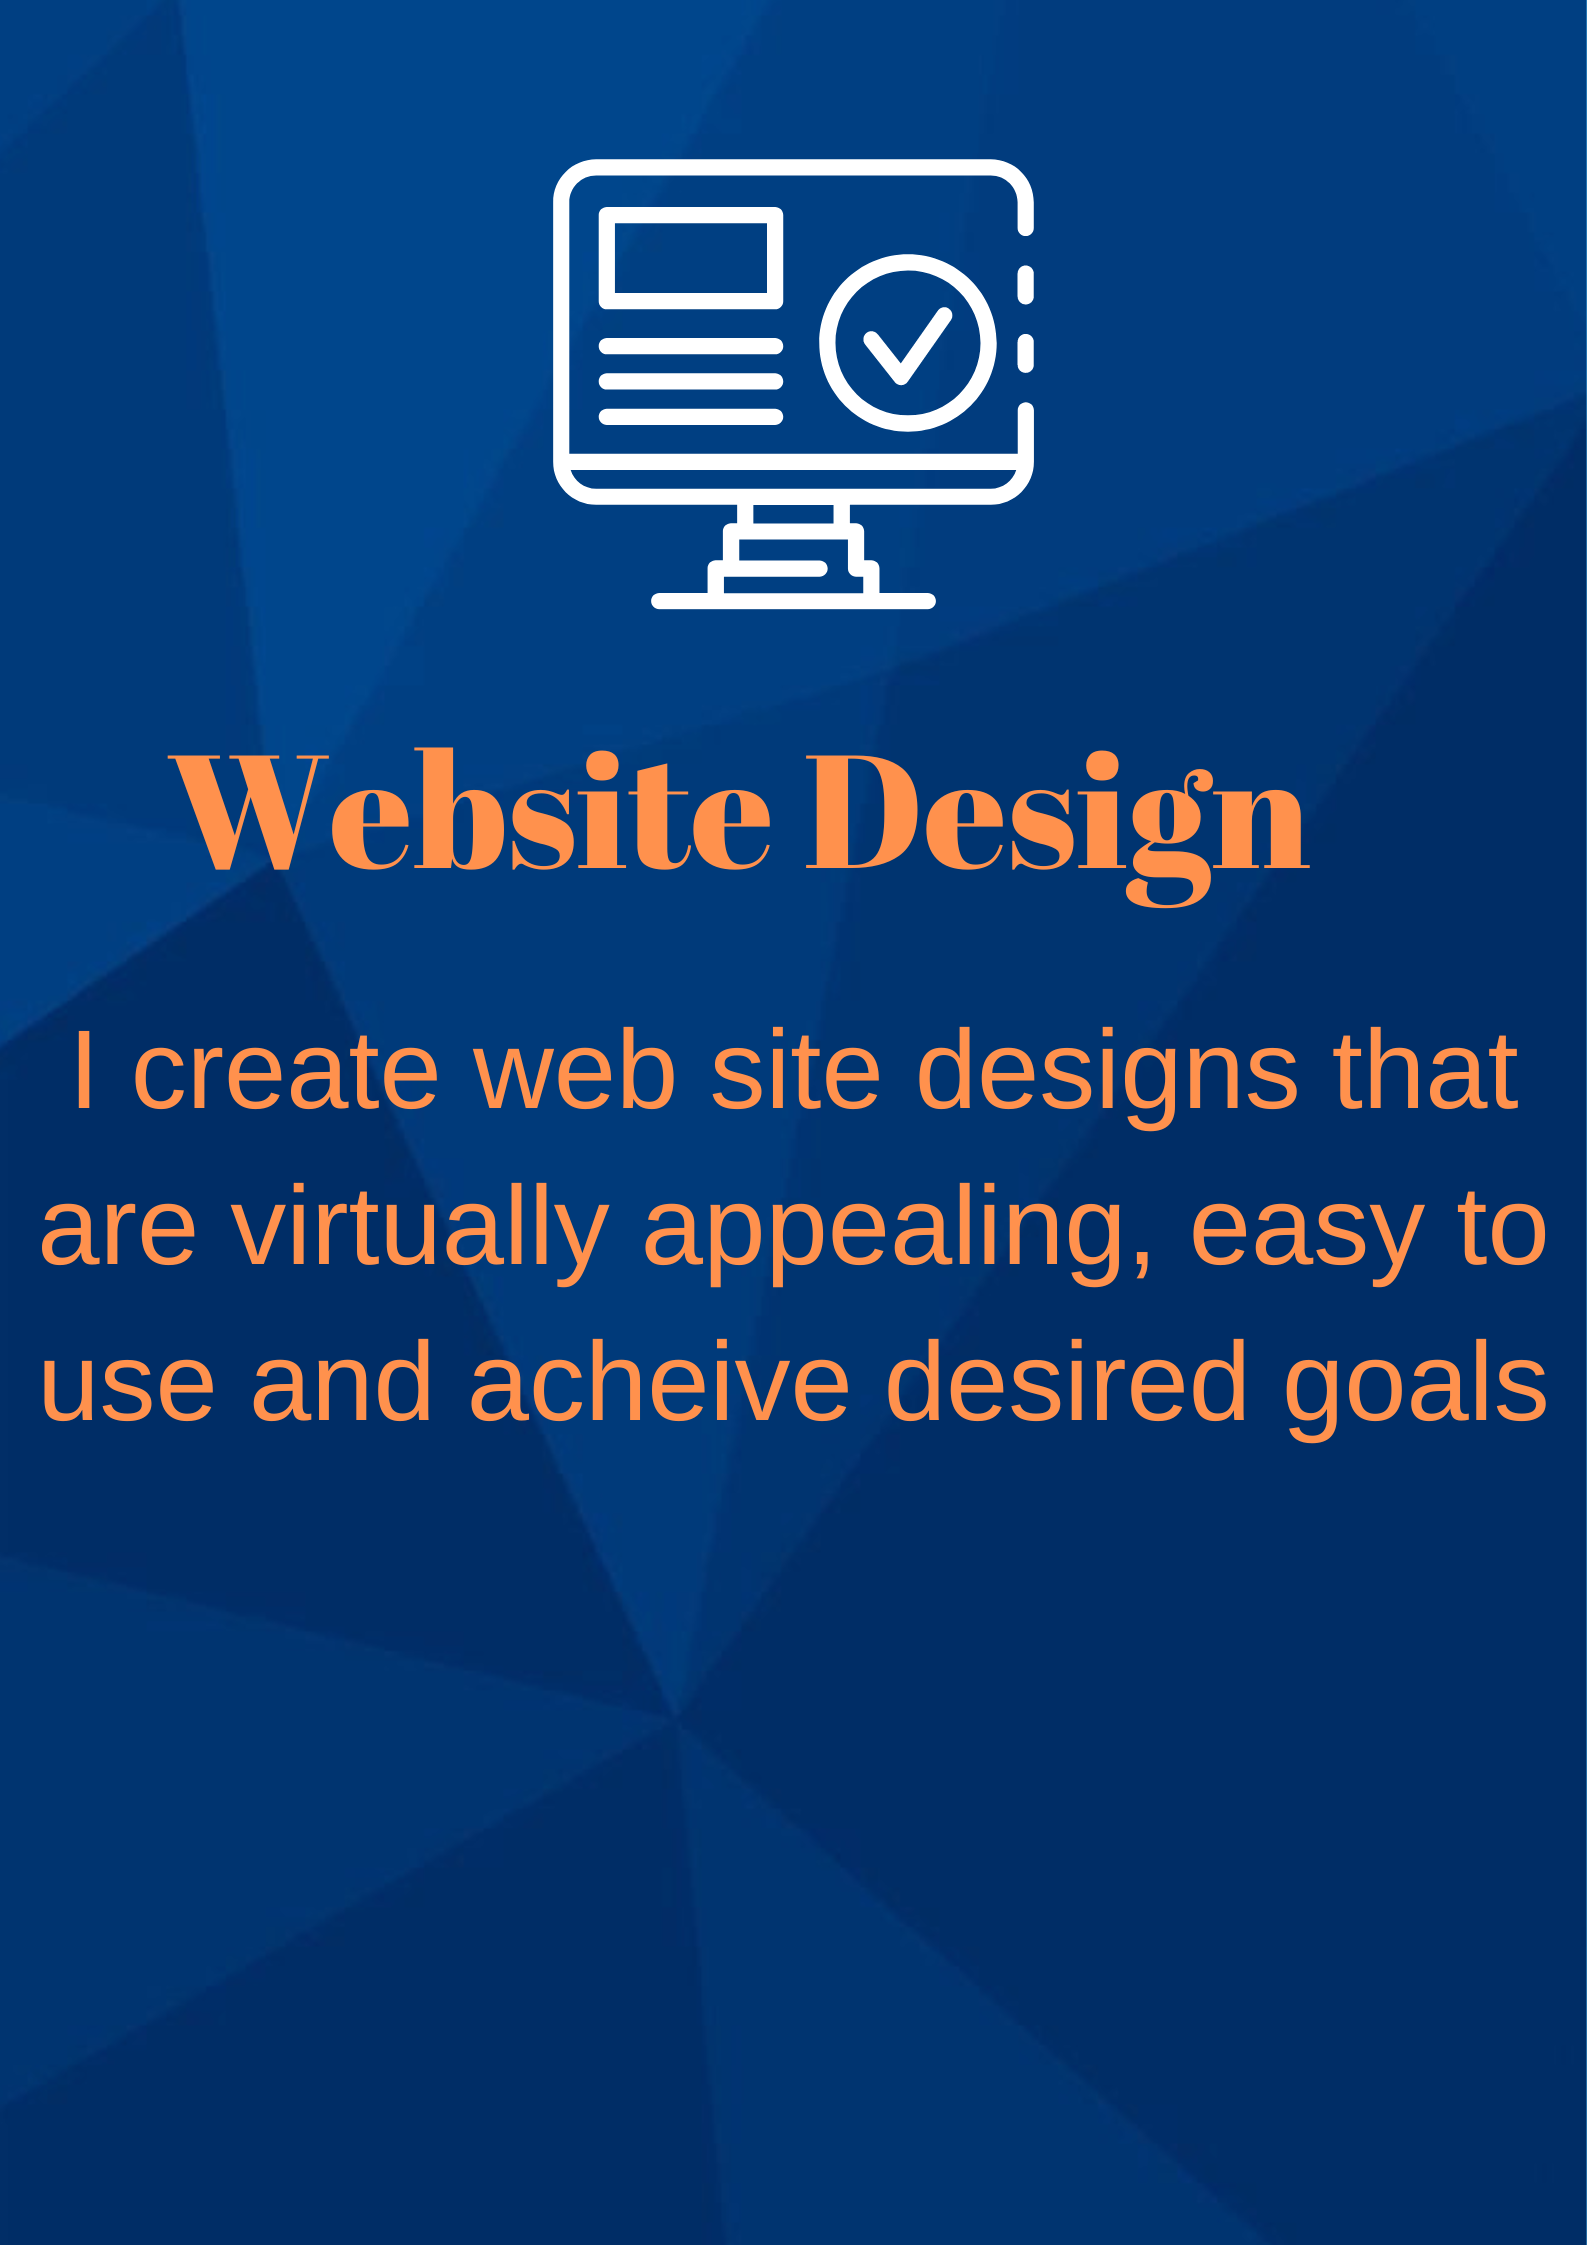 Website Design
I create web site designs that
are virtually appealing, easy to
use and acheive desired goals